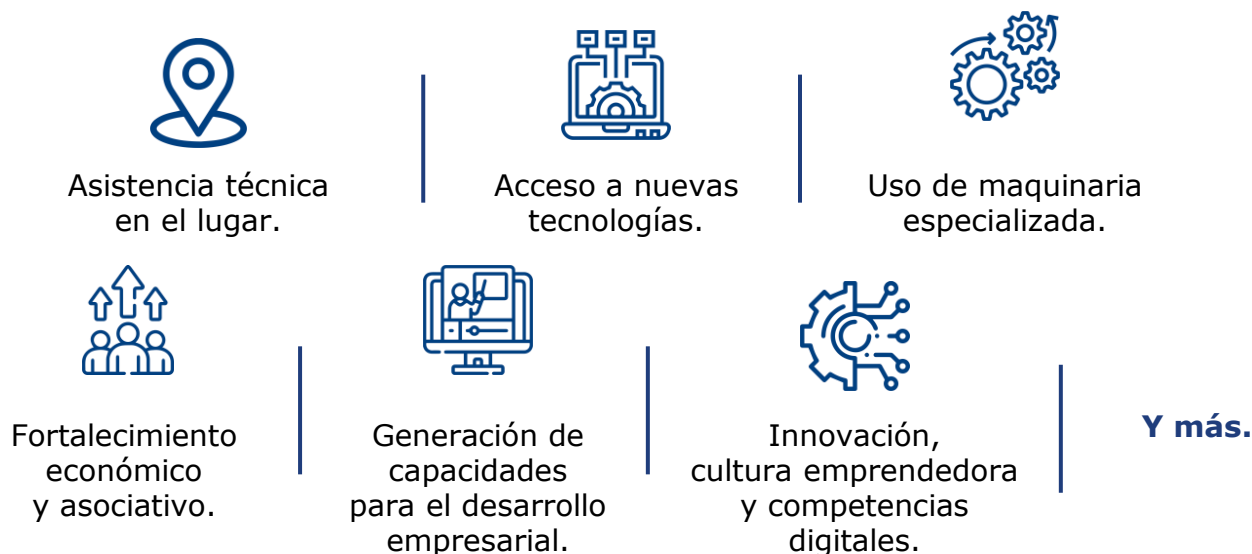 Asistencia técnica
en el lugar.
Acceso a nuevas
tecnologías.
Uso de maquinaria
especializada.
Fortalecimiento
económico
y asociativo.
Generación de
capacidades
para el desarrollo
empresarial.
Innovación,
cultura emprendedora
y competencias
digitales.
Y más.